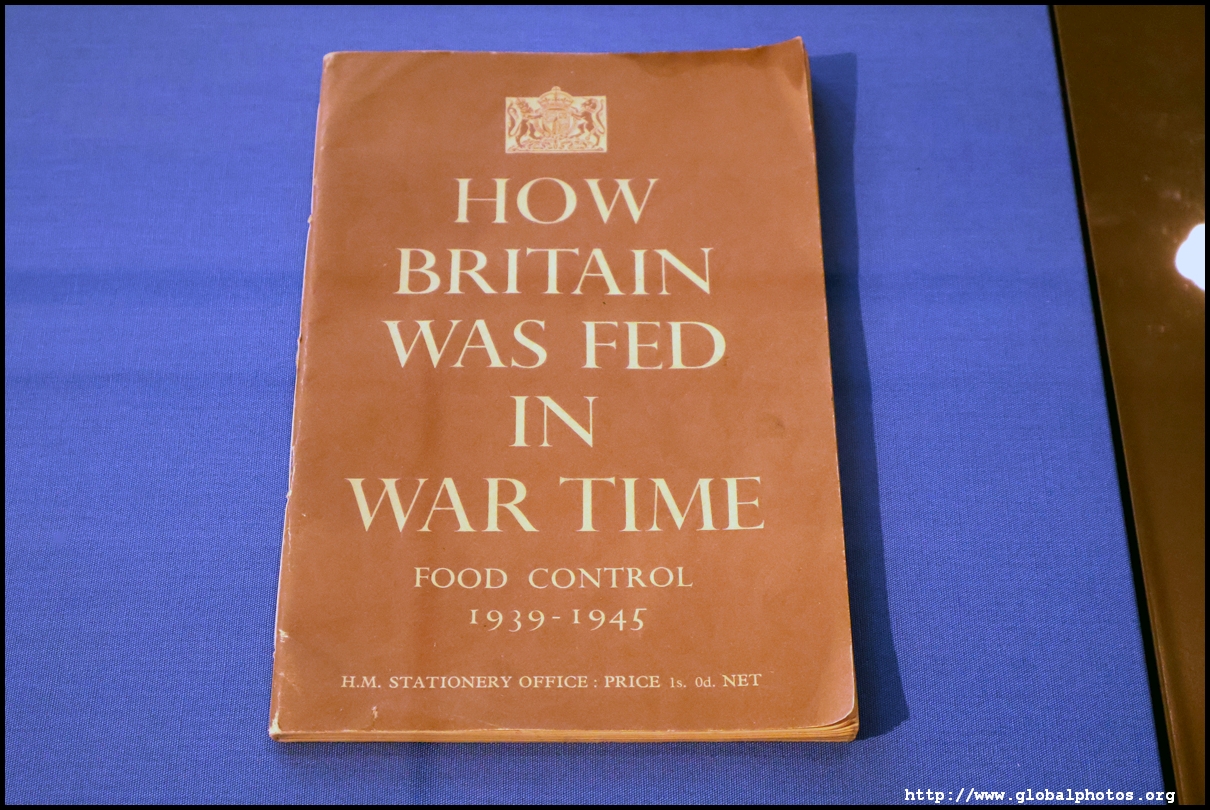 HOW
BRITAIN
WAS FED
IN
WAR TIME
FOOD CONTROL
1939-1945
H.M. STATIONERY OFFICE : PRICE 1s. 0d. NET
http://www.globalphotos.org